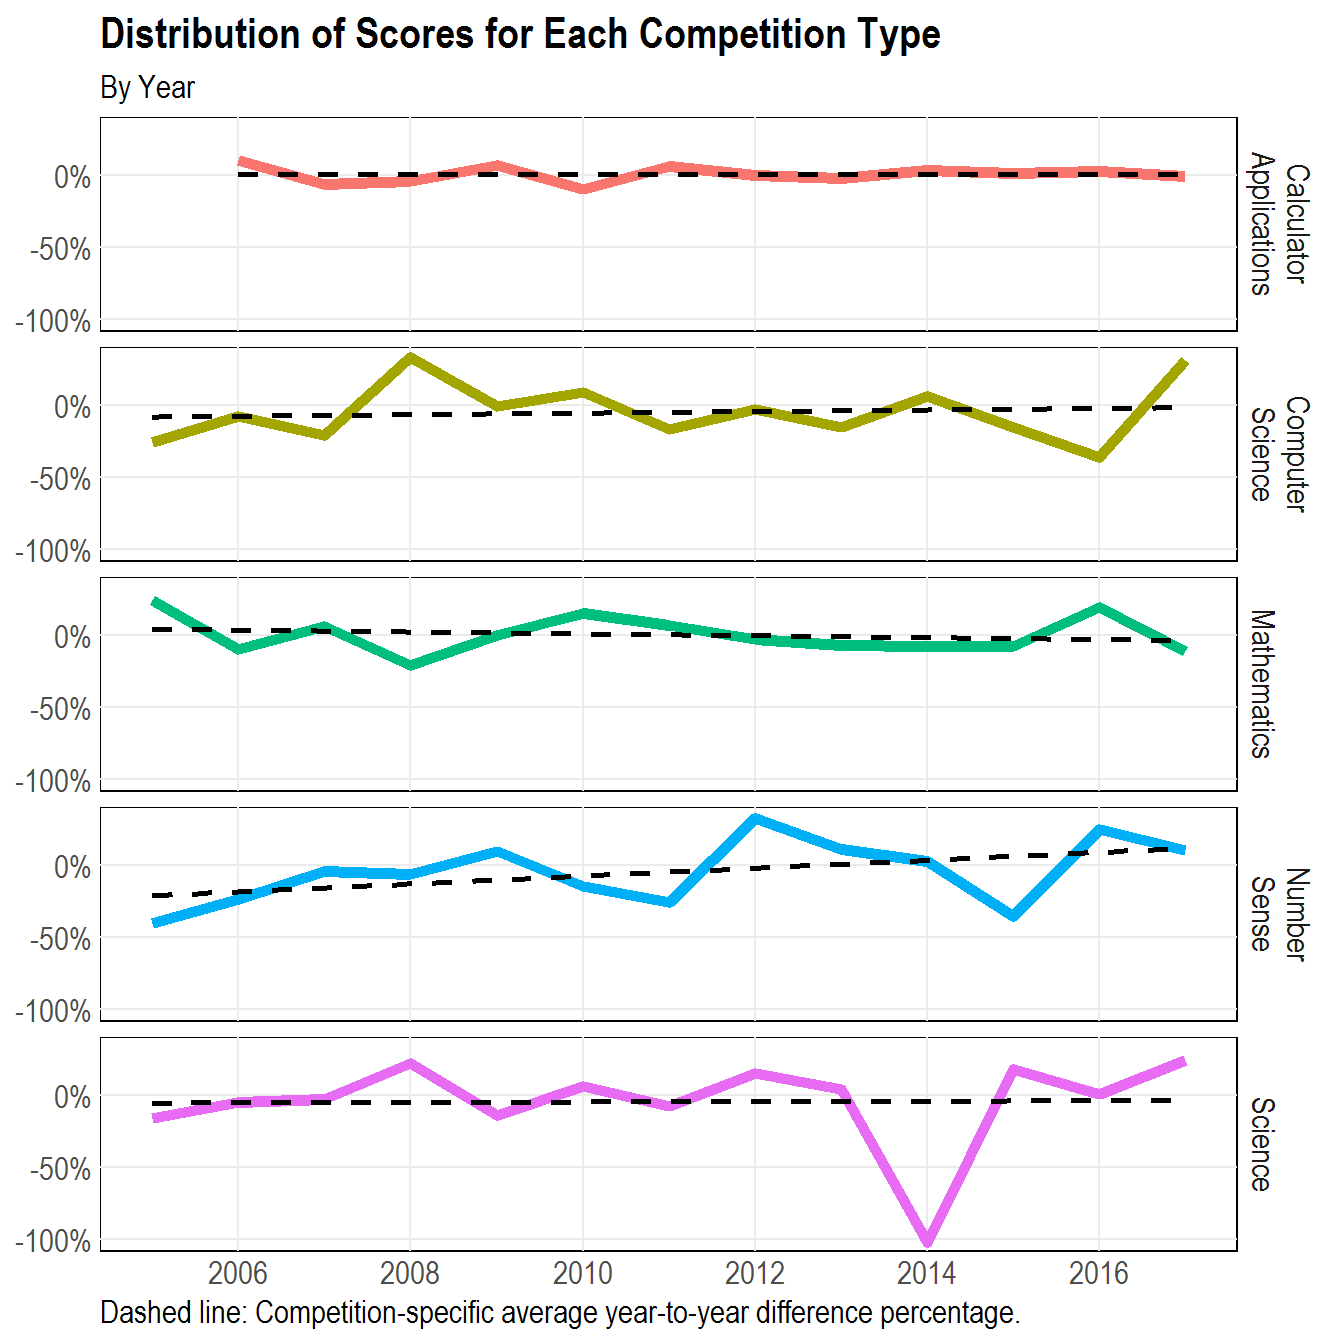 Distribution of Scores for Each Competition Type
By Year
0%
-50%
-100%
Calculator
Applications
0%
-50%
-100%
Computer
Science
0%
-50%
-100%
Mathematics
0%
-50%
-100%
Number
Sense
0%
-50%
-100%
Science
2006 2008 2010 2012 2014 2016
Dashed line: Competition-specific average year-to-year difference percentage.